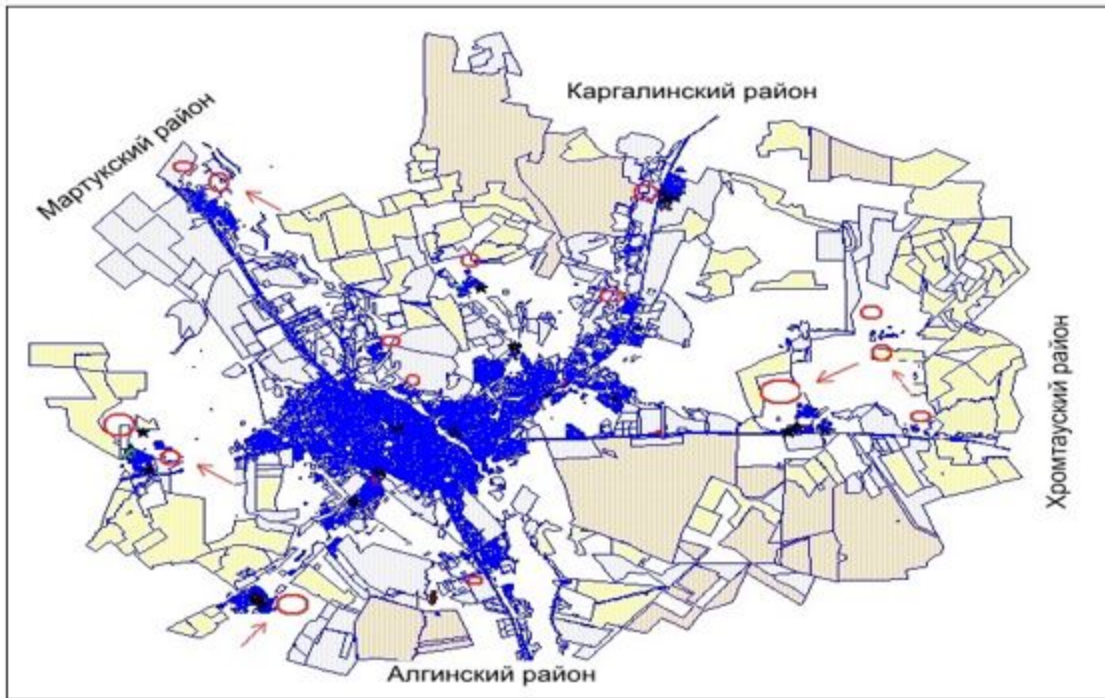 Каргалинский район
Мартукский район
Хромтауский район
Алгинский район